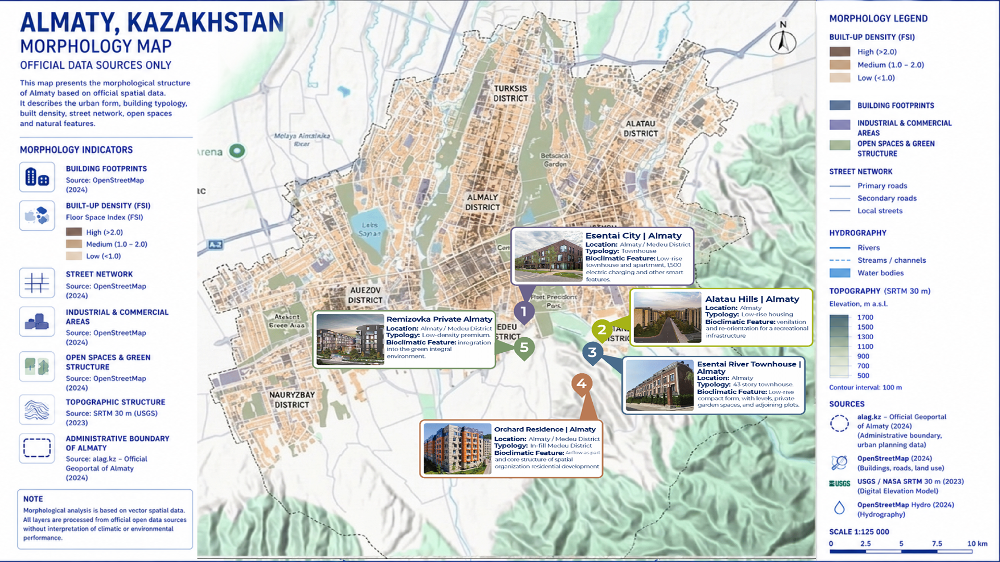 ALMATY, KAZAKHSTAN
MORPHOLOGY MAP
OFFICIAL DATA SOURCES ONLY
This map presents the morphological structure
of Almaty based on official spatial data.
It describes the urban form, building typology,
built density, street network, open spaces
and natural features.
MORPHOLOGY INDICATORS
BUILDING FOOTPRINTS
Source: OpenStreetMap
(2024)
BUILT-UP DENSITY (FSI)
Floor Space Index (FSI)
High (>2.0)
Medium (1.0 – 2.0)
Low (<1.0)
STREET NETWORK
Source: OpenStreetMap
(2024)
INDUSTRIAL & COMMERCIAL
AREAS
Source: OpenStreetMap
(2024)
OPEN SPACES & GREEN
STRUCTURE
Source: OpenStreetMap
(2024)
TOPOGRAPHIC STRUCTURE
Source: SRTM 30 m (USGS)
(2023)
ADMINISTRATIVE BOUNDARY
OF ALMATY
Source: alag.kz – Official
Geoportal of Almaty
(2024)
NOTE
Morphological analysis is based on vector spatial data.
All layers are processed from official open data sources
without interpretation of climatic or environmental
performance.
N
TURKSIS
DISTRICT
ALATAU
DISTRICT
Arena
Garden
ALMALY
DISTRICT
A-2
Cen
AUEZOV
DISTRICT
EDEU
STRICT
NAURYZBAY
DISTRICT
Esentai City | Almaty
Location: Almaty / Medeu District
Typology: Townhouse
Bioclimatic Feature: Low-rise
townhouse and apartment, 1,500
electric charging and other smart
features.
1
Alatau Hills | Almaty
Location: Almaty
Typology: Low-rise housing
Bioclimatic Feature: venilation
and re-orientation for a recreational
infrastructure
2
Remizovka Private Almaty
Location: Almaty / Medeu District
Typology: Low-density premium.
Bioclimatic Feature: inregration
into the green integral
environment.
5
3
Esentai River Townhouse |
Almaty
Location: Almaty
Typology: 43 story townhouse.
Bioclimatic Feature: Low-rise
compact form, with levels, private
garden spaces, and adjoining plots.
4
Orchard Residence | Almaty
Location: Almaty / Medeu District
Typology: In-fill Medeu District
Bioclimatic Feature: Airflow as part
and core structure of spatial
organization residential development
MORPHOLOGY LEGEND
BUILT-UP DENSITY (FSI)
High (>2.0)
Medium (1.0 – 2.0)
Low (<1.0)
BUILDING FOOTPRINTS
INDUSTRIAL & COMMERCIAL
AREAS
OPEN SPACES & GREEN
STRUCTURE
STREET NETWORK
Primary roads
Secondary roads
Local streets
HYDROGRAPHY
Rivers
Streams / channels
Water bodies
TOPOGRAPHY (SRTM 30 m)
Elevation, m a.s.l.
1700
1500
1300
1100
900
700
500
Contour interval: 100 m
SOURCES
alag.kz – Official Geoportal
of Almaty (2024)
(Administrative boundary,
urban planning data)
OpenStreetMap (2024)
(Buildings, roads, land use)
USGS
USGS / NASA SRTM 30 m (2023)
(Digital Elevation Model)
OpenStreetMap Hydro (2024)
(Hydrography)
SCALE 1:125 000
0 2.5 5 7.5 10 km